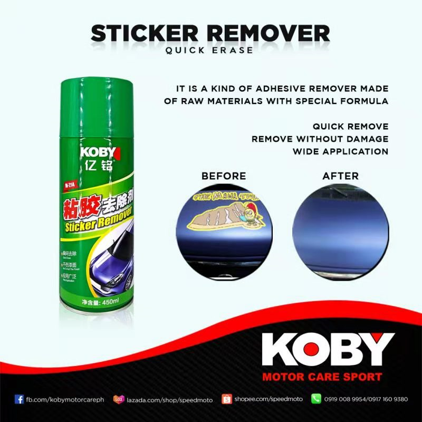 STICKER REMOVER
QUICK ERASE
IT IS A KIND OF ADHESIVE REMOVER MADE
OF RAW MATERIALS WITH SPECIAL FORMULA
QUICK REMOVE
REMOVE WITHOUT DAMAGE
WIDE APPLICATION
BEFORE
AFTER
KOBY
亿铭
粘胶去除剂
Sticker Remover
净含量: 450ml
KOBY
MOTOR CARE SPORT
fb.com/kobymotorcareph
lazada.com/shop/speedmoto
shopee.com/speedmoto
0919 008 9954/0917 160 9380